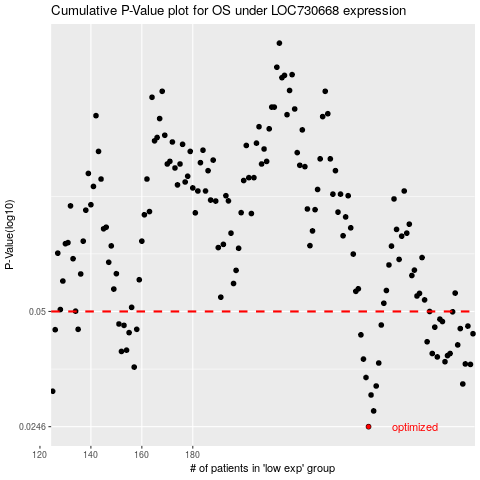 Cumulative P-Value plot for OS under LOC730668 expression
P-Value(log10)
0.05
0.0246
optimized
120 140 160 180
# of patients in 'low exp' group